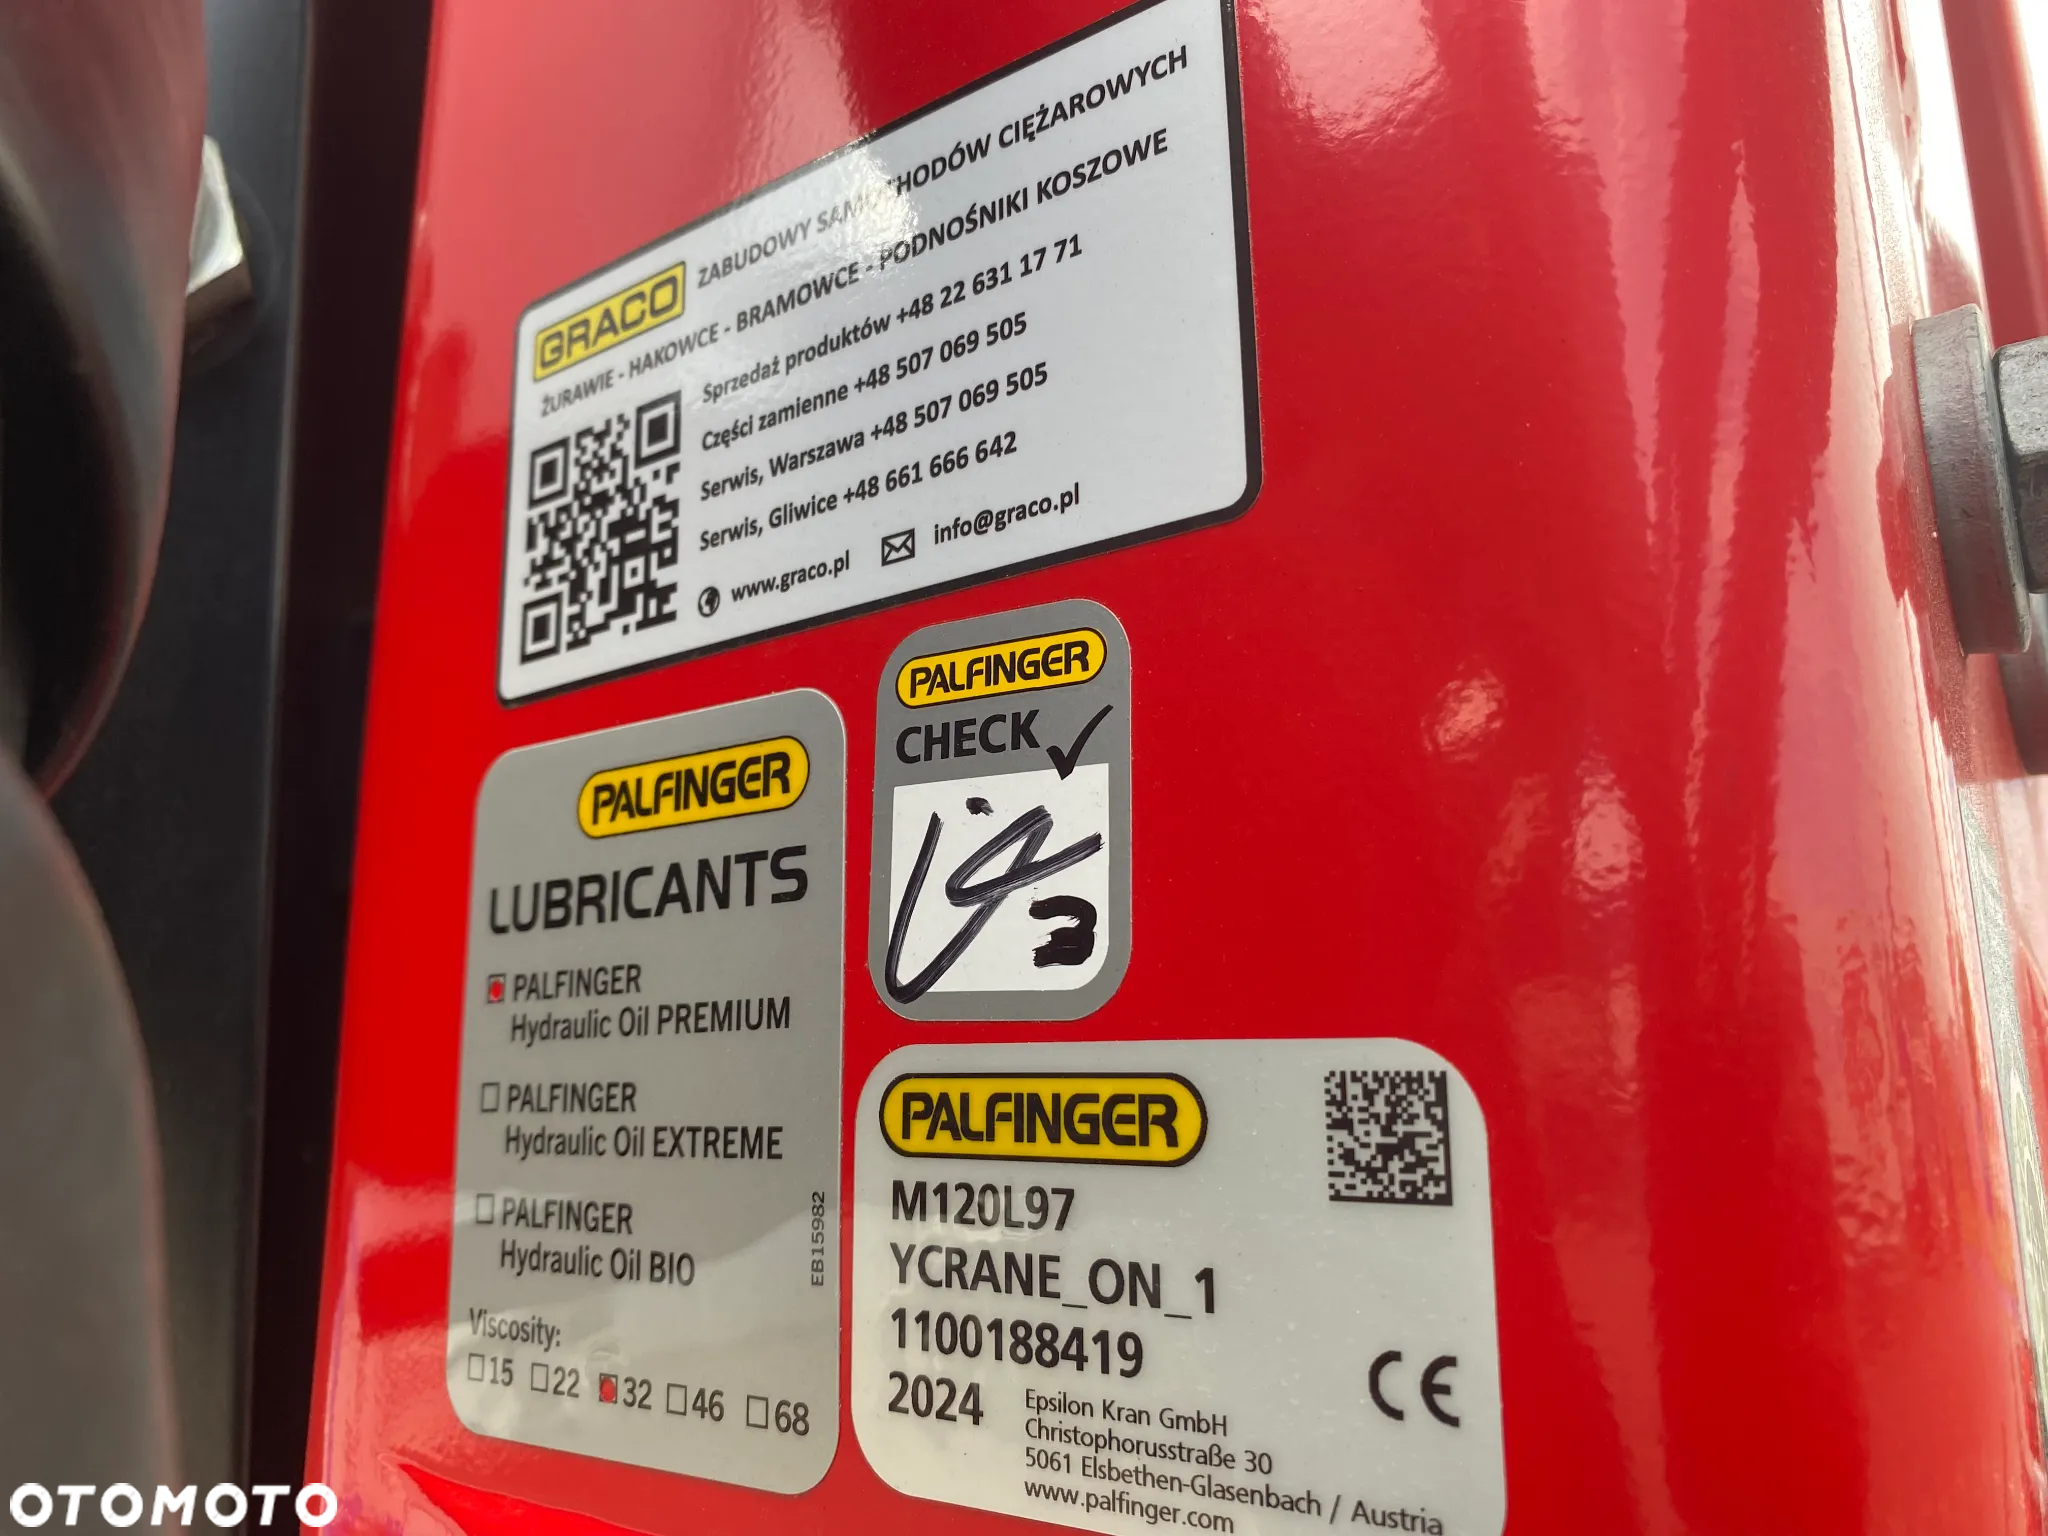 GRACO ZABUDOWY SAMOCHODÓW CIĘŻAROWYCH
ŻURAWIE - HAKOWCE - BRAMOWCE - PODNOŚNIKI KOSZOWE
Sprzedaż produktów +48 22 631 17 71
Części zamienne +48 507 069 505
Serwis, Warszawa +48 507 069 505
Serwis, Gliwice +48 661 666 642
www.graco.pl info@graco.pl
PALFINGER
CHECK
PALFINGER
LUBRICANTS
PALFINGER
Hydraulic Oil PREMIUM
PALFINGER
Hydraulic Oil EXTREME
PALFINGER
Hydraulic Oil BIO
EB15982
Viscosity:
15 22 32 46 68
PALFINGER
M120L97
YCRANE_ON_1
1100188419
2024
Epsilon Kran GmbH
Christophorusstraße 30
5061 Elsbethen-Glasenbach / Austria
www.palfinger.com
CE
OTOMOTO